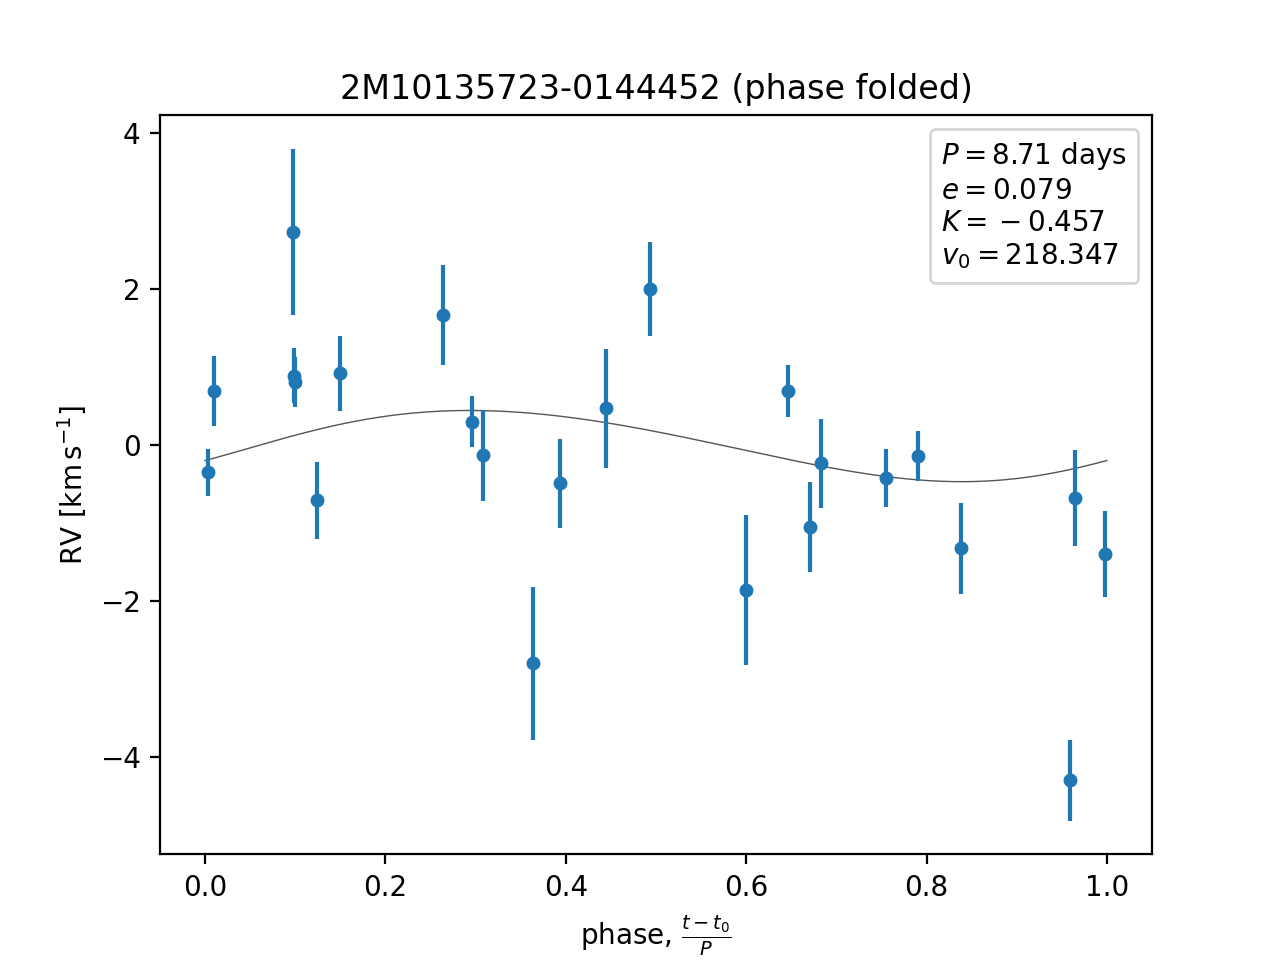 2M10135723-0144452 (phase folded)
P = 8.71 days
e = 0.079
K = −0.457
v₀ = 218.347
RV [km s⁻¹]
4
2
0
−2
−4
0.0 0.2 0.4 0.6 0.8 1.0
phase, (t − t₀)/P